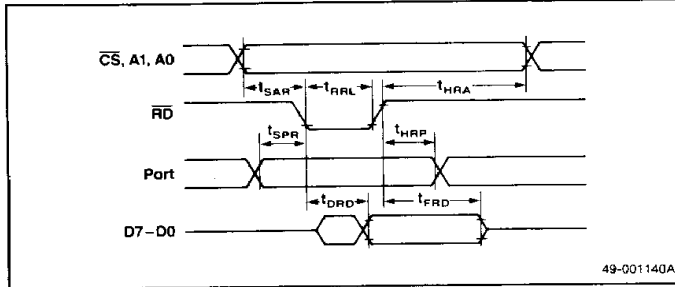 CS, A1, A0
tSAR
tRRL
tHRA
RD
tSPR
tHRP
Port
tDRD
tFRD
D7–D0
49-001140A